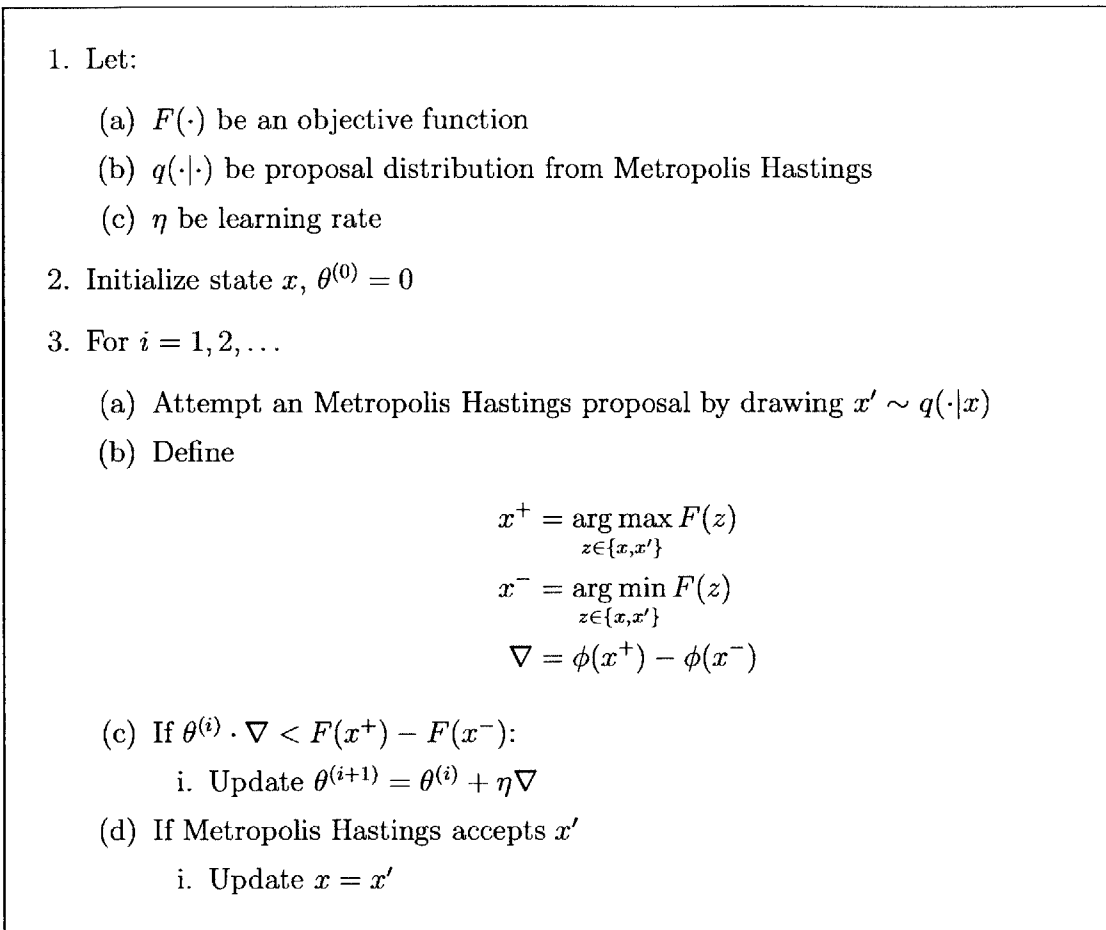 1. Let:
(a) F(·) be an objective function
(b) q(·|·) be proposal distribution from Metropolis Hastings
(c) η be learning rate
2. Initialize state x, θ^(0) = 0
3. For i = 1, 2, …
(a) Attempt an Metropolis Hastings proposal by drawing x′ ∼ q(·|x)
(b) Define
x⁺ = arg max F(z)
z∈{x,x′}
x⁻ = arg min F(z)
z∈{x,x′}
∇ = ϕ(x⁺) − ϕ(x⁻)
(c) If θ^(i) · ∇ < F(x⁺) − F(x⁻):
i. Update θ^(i+1) = θ^(i) + η∇
(d) If Metropolis Hastings accepts x′
i. Update x = x′